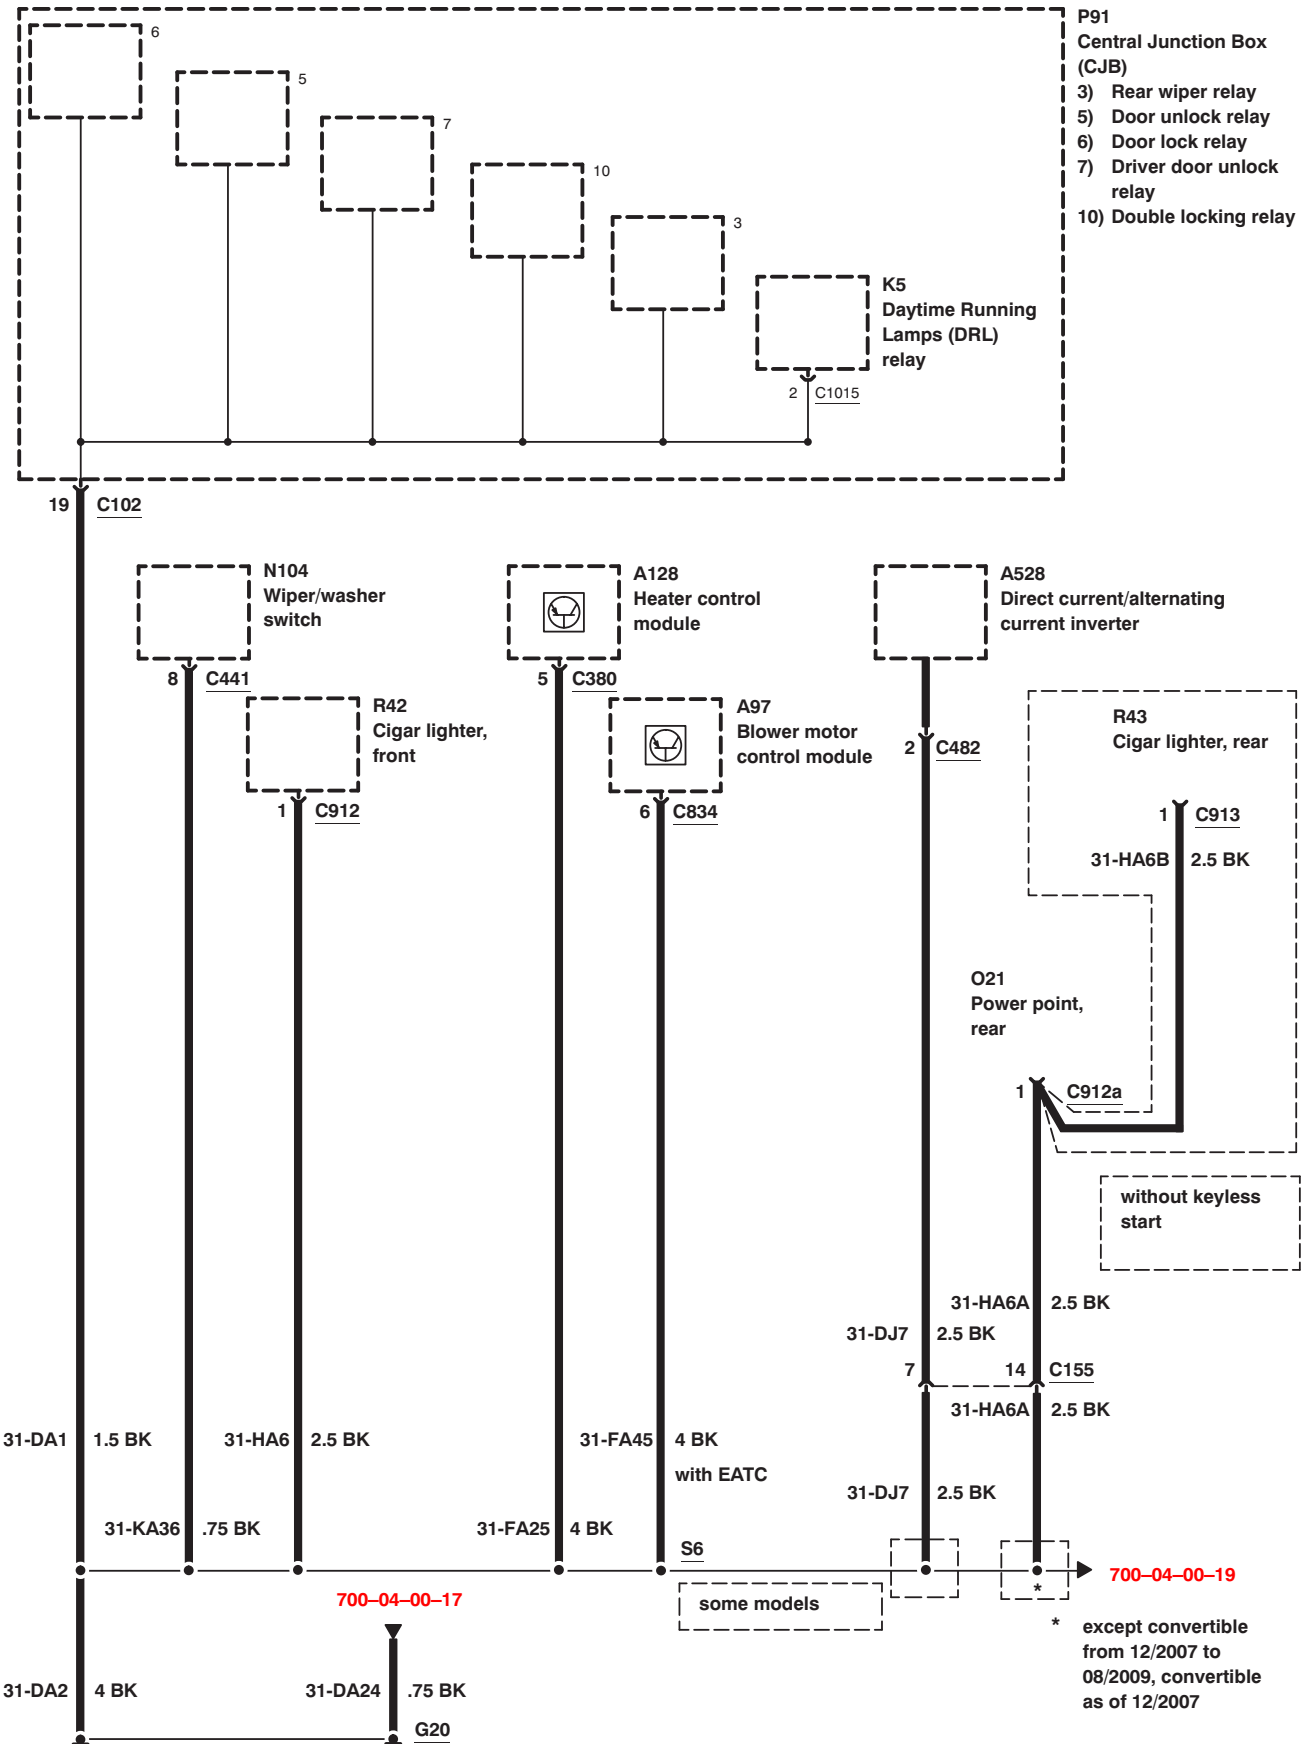 P91
Central Junction Box
(CJB)
3) Rear wiper relay
5) Door unlock relay
6) Door lock relay
7) Driver door unlock
relay
10) Double locking relay
6
5
7
10
3
K5
Daytime Running
Lamps (DRL)
relay
2 C1015
19 C102
N104
Wiper/washer
switch
8 C441
R42
Cigar lighter,
front
1 C912
A128
Heater control
module
5 C380
A97
Blower motor
control module
6 C834
A528
Direct current/alternating
current inverter
2 C482
R43
Cigar lighter, rear
1 C913
31-HA6B 2.5 BK
O21
Power point,
rear
1 C912a
without keyless
start
31-HA6A 2.5 BK
31-DJ7 2.5 BK
7 14 C155
31-HA6A 2.5 BK
31-DA1 1.5 BK
31-HA6 2.5 BK
31-FA45 4 BK
with EATC
31-DJ7 2.5 BK
31-KA36 .75 BK
31-FA25 4 BK
S6
700–04–00–19
700–04–00–17
some models
*
* except convertible
from 12/2007 to
08/2009, convertible
as of 12/2007
31-DA2 4 BK
31-DA24 .75 BK
G20